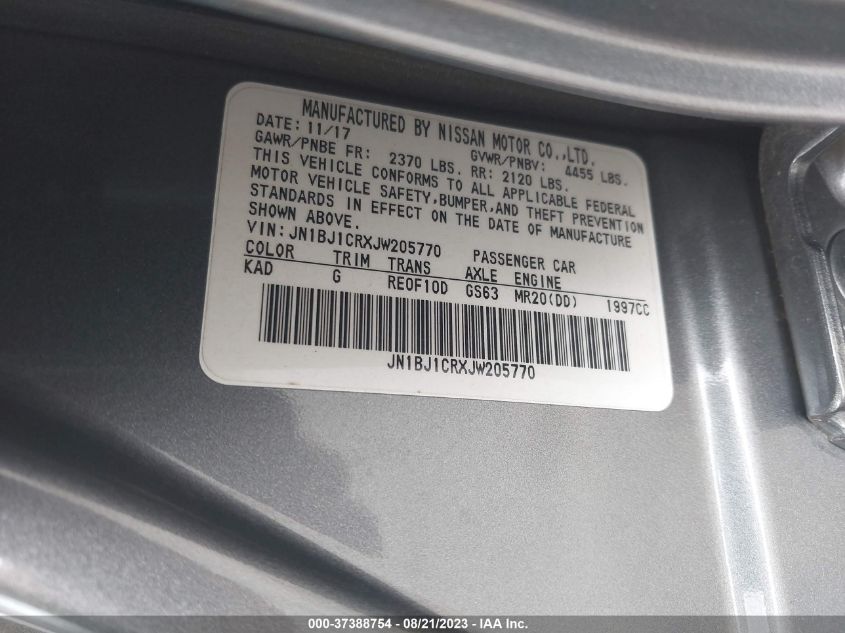 MANUFACTURED BY NISSAN MOTOR CO.,LTD.
DATE: 11/17 GVWR/PNBV: 4455 LBS.
GAWR/PNBE FR: 2370 LBS. RR: 2120 LBS.
THIS VEHICLE CONFORMS TO ALL APPLICABLE FEDERAL
MOTOR VEHICLE SAFETY,BUMPER,AND THEFT PREVENTION
STANDARDS IN EFFECT ON THE DATE OF MANUFACTURE
SHOWN ABOVE.
VIN: JN1BJ1CRXJW205770 PASSENGER CAR
COLOR TRIM TRANS AXLE ENGINE
KAD G RE0F10D GS63 MR20(DD) 1997CC
JN1BJ1CRXJW205770
000-37388754 - 08/21/2023 - © IAA Inc.